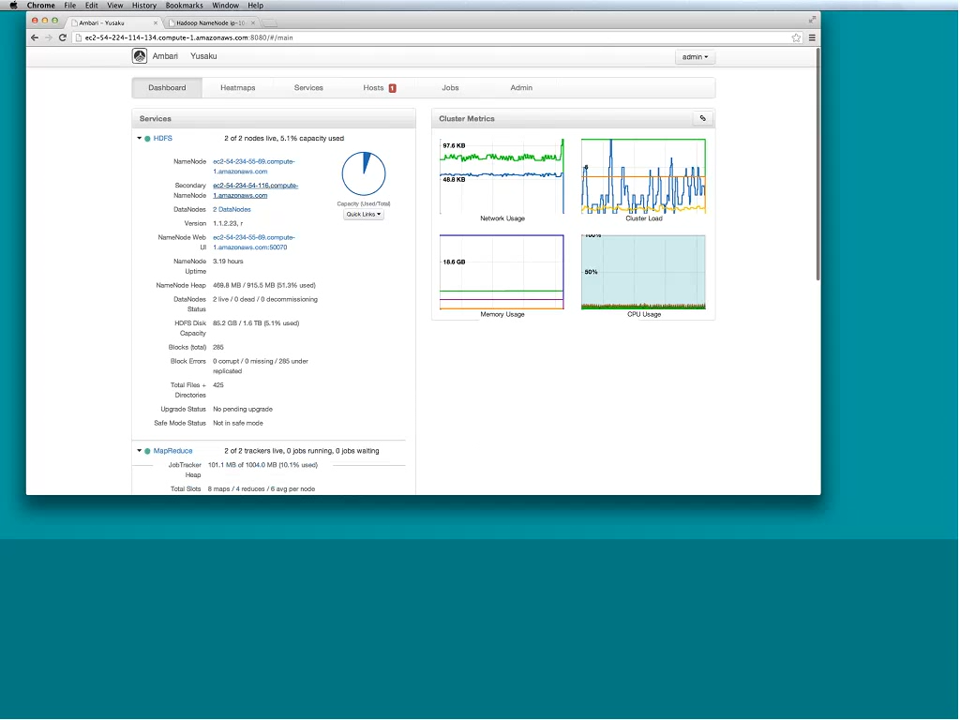 Chrome File Edit View History Bookmarks Window Help
Ambari - Yusaku
Hadoop NameNode ip-10
ec2-54-224-114-134.compute-1.amazonaws.com:8080/#/main
Ambari Yusaku
admin
Dashboard Heatmaps Services Hosts 1 Jobs Admin
Services
HDFS 2 of 2 nodes live, 5.1% capacity used
NameNode ec2-54-234-55-69.compute-
1.amazonaws.com
Secondary ec2-54-234-54-116.compute-
NameNode 1.amazonaws.com
DataNodes 2 DataNodes
Version 1.1.2.23, r
NameNode Web ec2-54-234-55-69.compute-
UI 1.amazonaws.com:50070
NameNode 3.19 hours
Uptime
NameNode Heap 469.8 MB / 915.5 MB (51.3% used)
DataNodes 2 live / 0 dead / 0 decommissioning
Status
HDFS Disk 85.2 GB / 1.6 TB (5.1% used)
Capacity
Blocks (total) 285
Block Errors 0 corrupt / 0 missing / 285 under
replicated
Total Files + 425
Directories
Upgrade Status No pending upgrade
Safe Mode Status Not in safe mode
Capacity (Used/Total)
Quick Links
MapReduce 2 of 2 trackers live, 0 jobs running, 0 jobs waiting
JobTracker 101.1 MB of 1004.0 MB (10.1% used)
Heap
Total Slots 8 maps / 4 reduces / 6 avg per node
Cluster Metrics
97.6 KB
48.8 KB
Network Usage
5
Cluster Load
18.6 GB
Memory Usage
100%
50%
CPU Usage